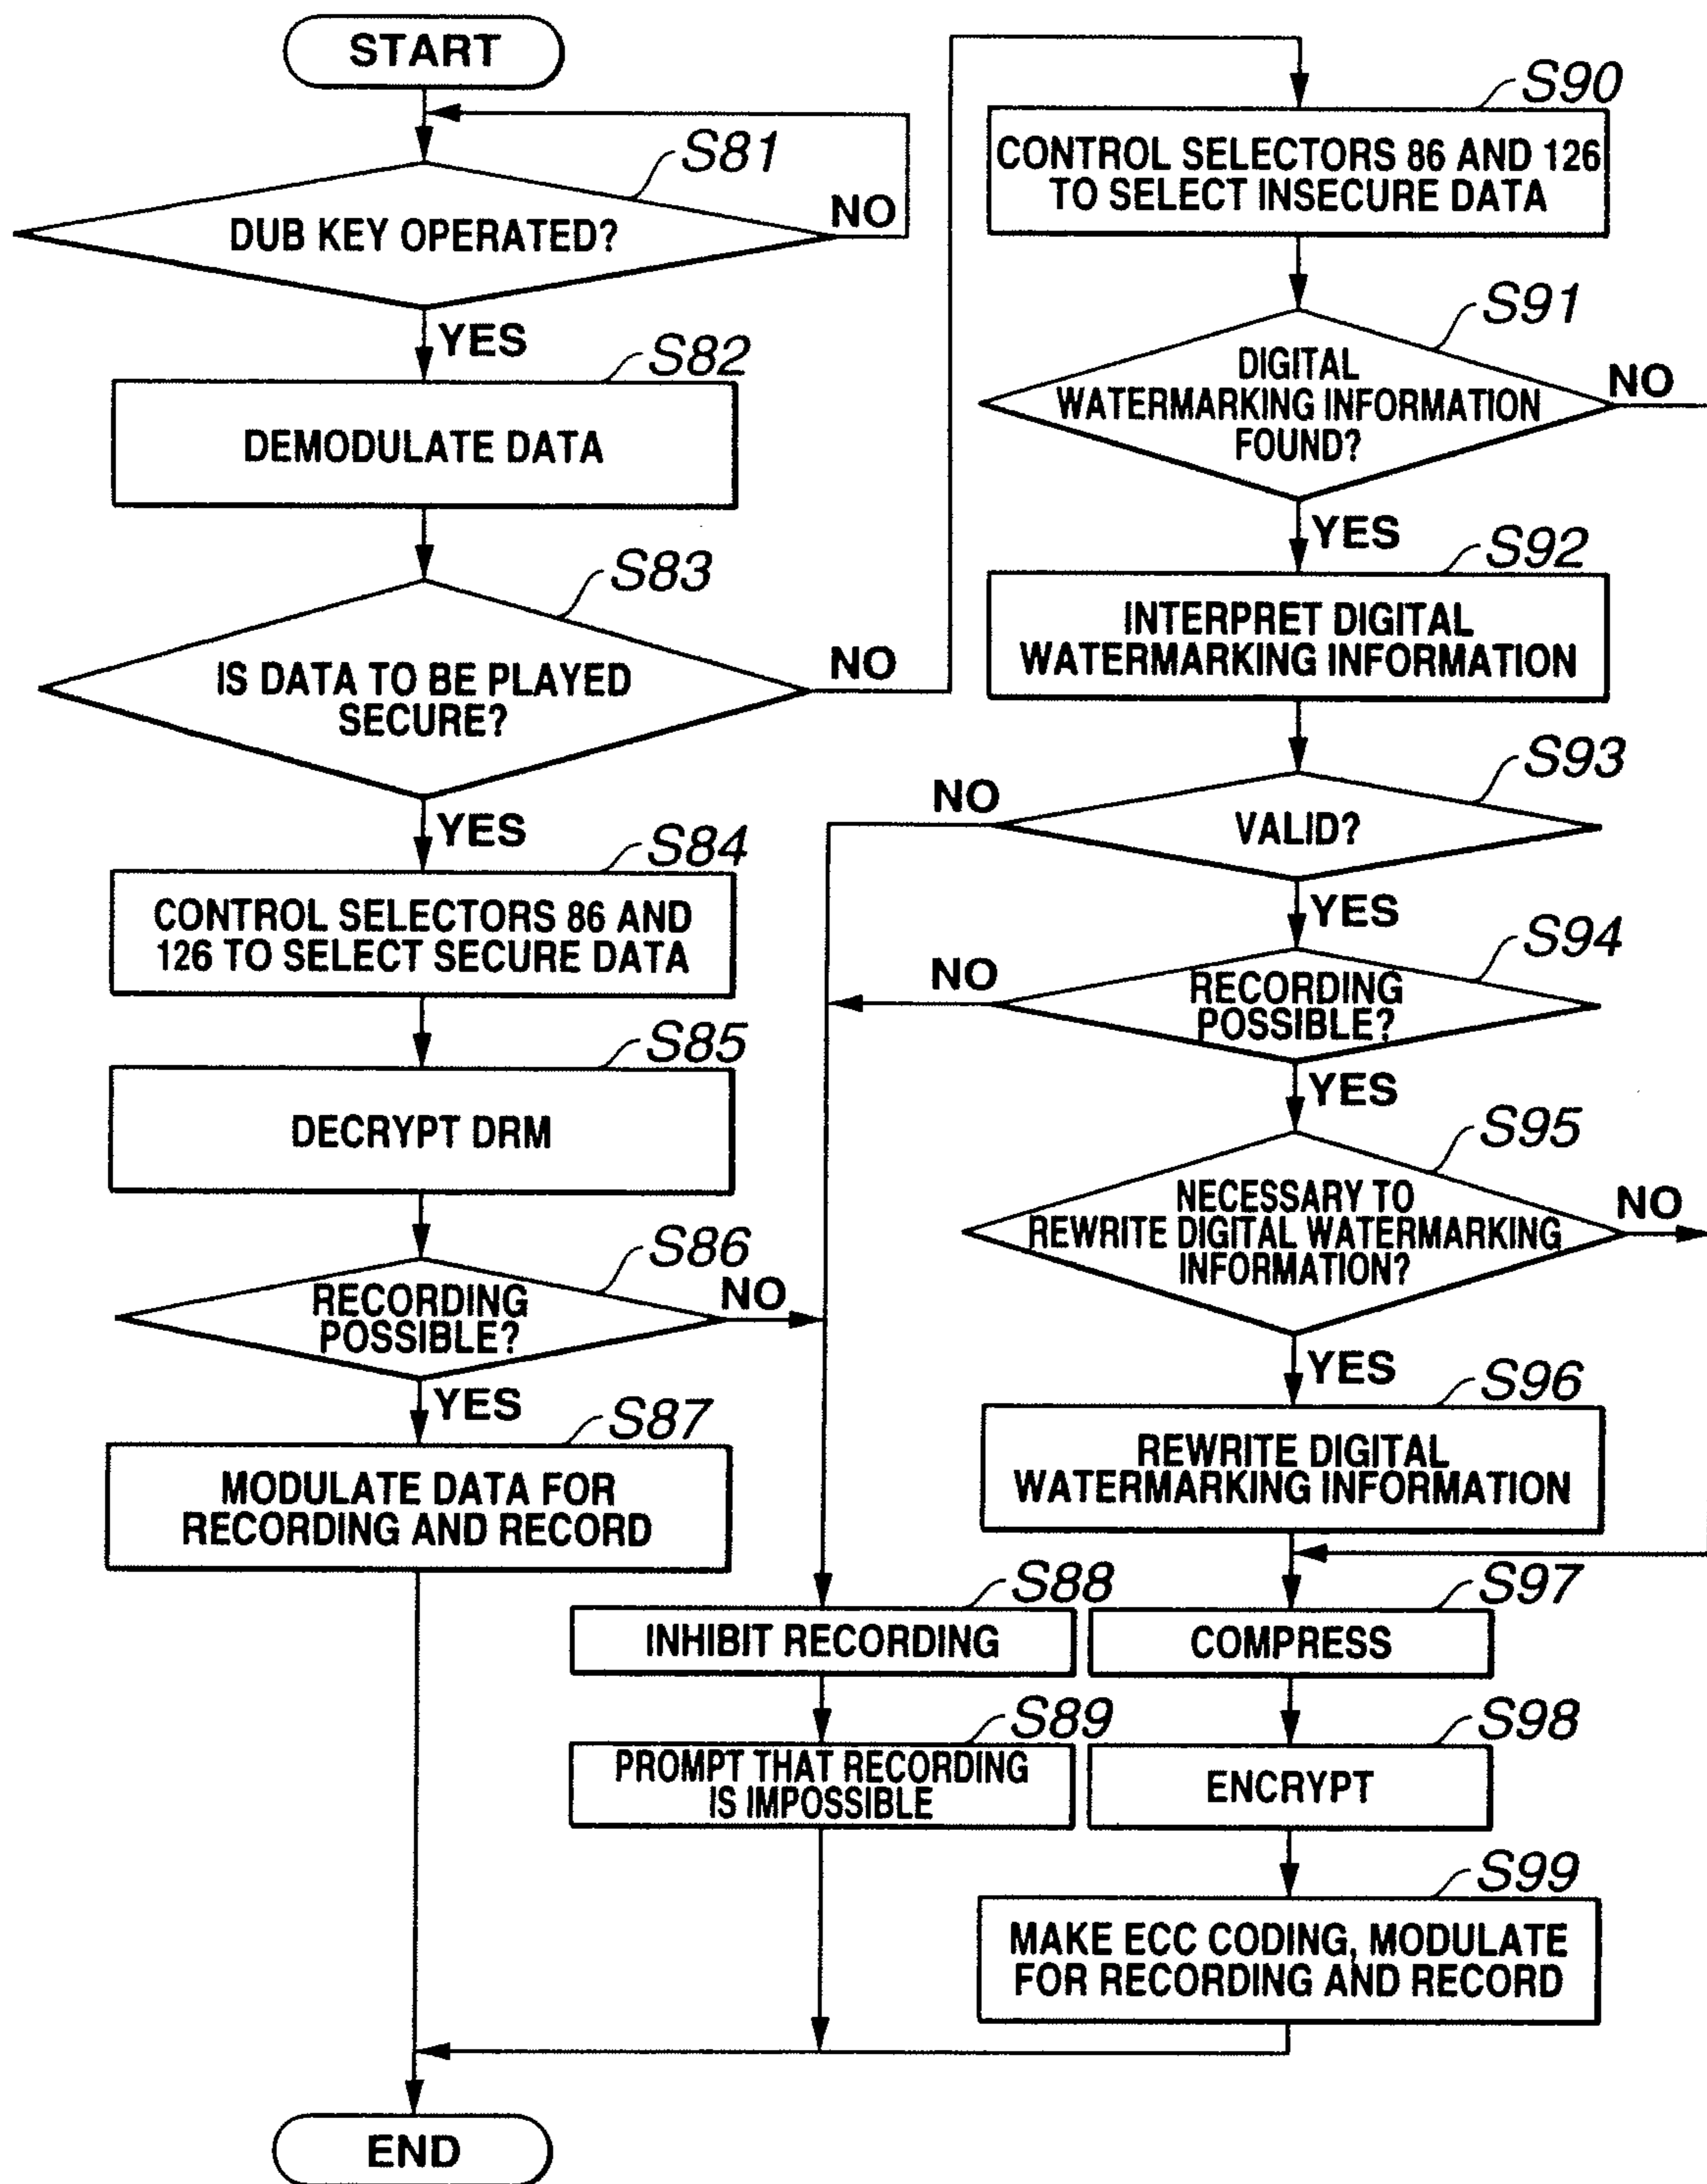 START
S81
DUB KEY OPERATED?
NO
YES
S82
DEMODULATE DATA
S83
IS DATA TO BE PLAYED
SECURE?
NO
YES
S84
CONTROL SELECTORS 86 AND
126 TO SELECT SECURE DATA
S85
DECRYPT DRM
S86
RECORDING
POSSIBLE?
NO
YES
S87
MODULATE DATA FOR
RECORDING AND RECORD
S88
INHIBIT RECORDING
S89
PROMPT THAT RECORDING
IS IMPOSSIBLE
S90
CONTROL SELECTORS 86 AND 126
TO SELECT INSECURE DATA
S91
DIGITAL
WATERMARKING INFORMATION
FOUND?
NO
YES
S92
INTERPRET DIGITAL
WATERMARKING INFORMATION
S93
NO
VALID?
YES
S94
NO
RECORDING
POSSIBLE?
YES
S95
NECESSARY TO
REWRITE DIGITAL WATERMARKING
INFORMATION?
NO
YES
S96
REWRITE DIGITAL
WATERMARKING INFORMATION
S97
COMPRESS
S98
ENCRYPT
S99
MAKE ECC CODING, MODULATE
FOR RECORDING AND RECORD
END